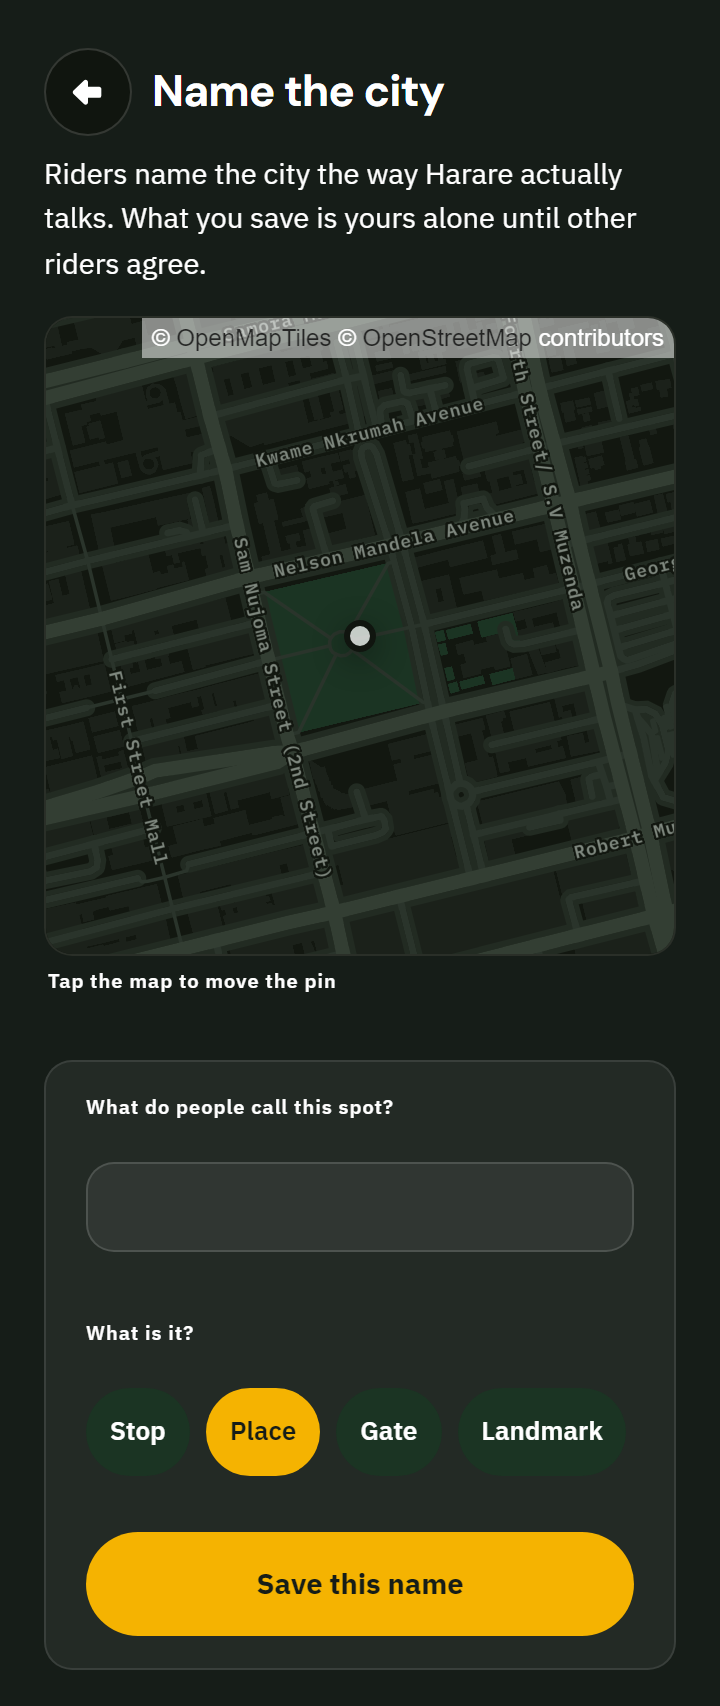 Name the city
Riders name the city the way Harare actually
talks. What you save is yours alone until other
riders agree.
© OpenMapTiles © OpenStreetMap contributors
Kwame Nkrumah Avenue
Street/ S.V Muzenda
Nelson Mandela Avenue
Sam Nujoma Street (2nd Street)
First Street Mall
Robert
Tap the map to move the pin
What do people call this spot?
What is it?
Stop
Place
Gate
Landmark
Save this name